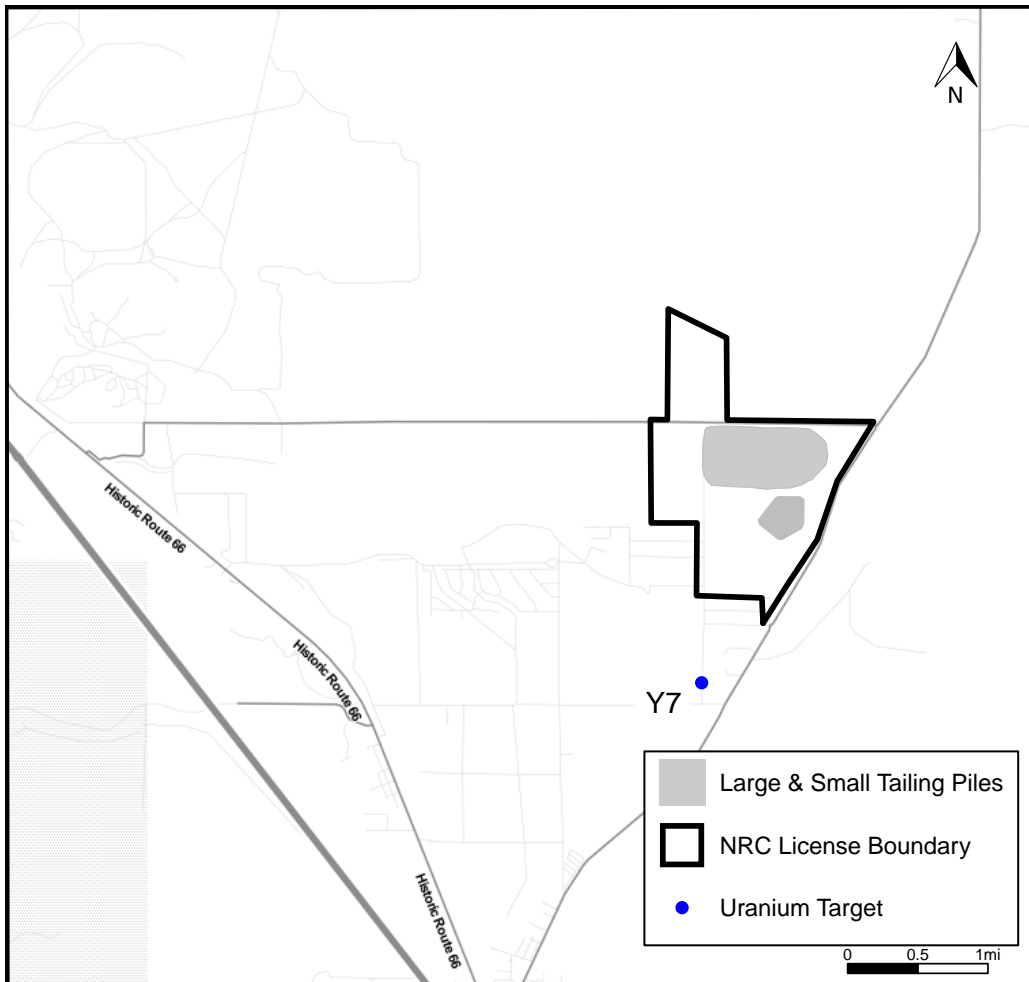 N
Historic Route 66
Historic Route 66
Y7
Large & Small Tailing Piles
NRC License Boundary
Uranium Target
Historic Route 66
0 0.5 1mi